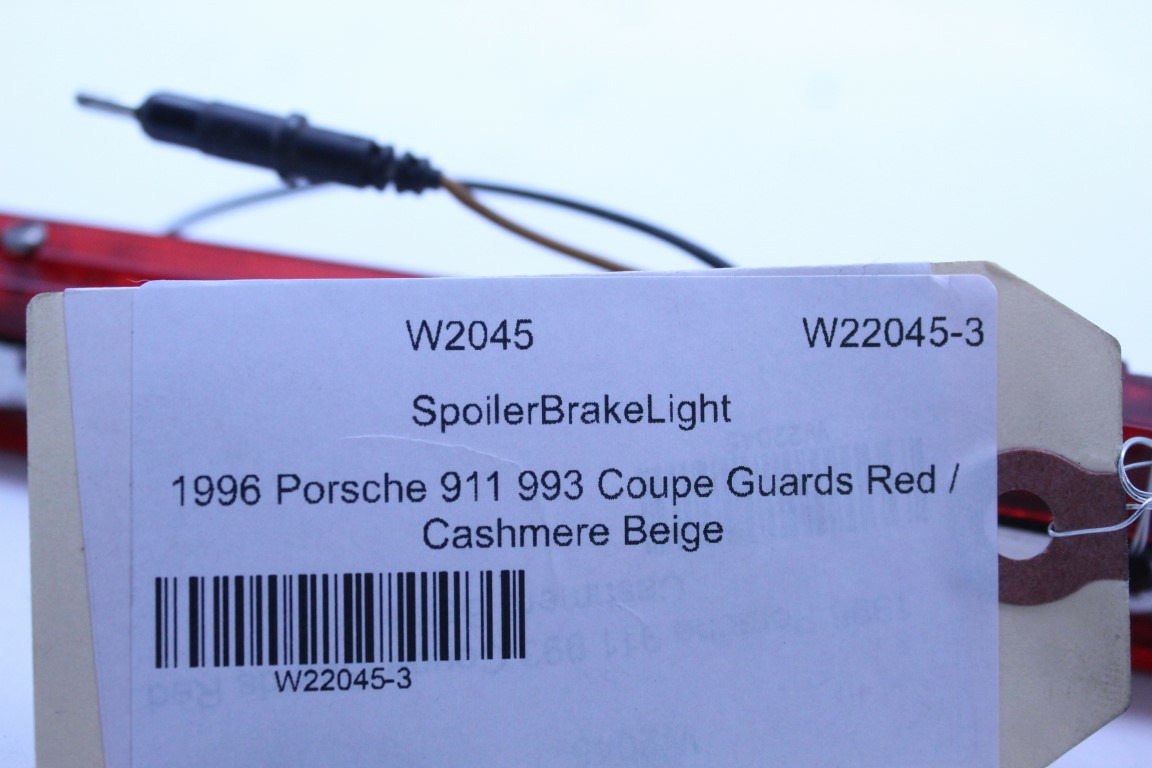 W2045 W22045-3
SpoilerBrakeLight
1996 Porsche 911 993 Coupe Guards Red /
Cashmere Beige
W22045-3